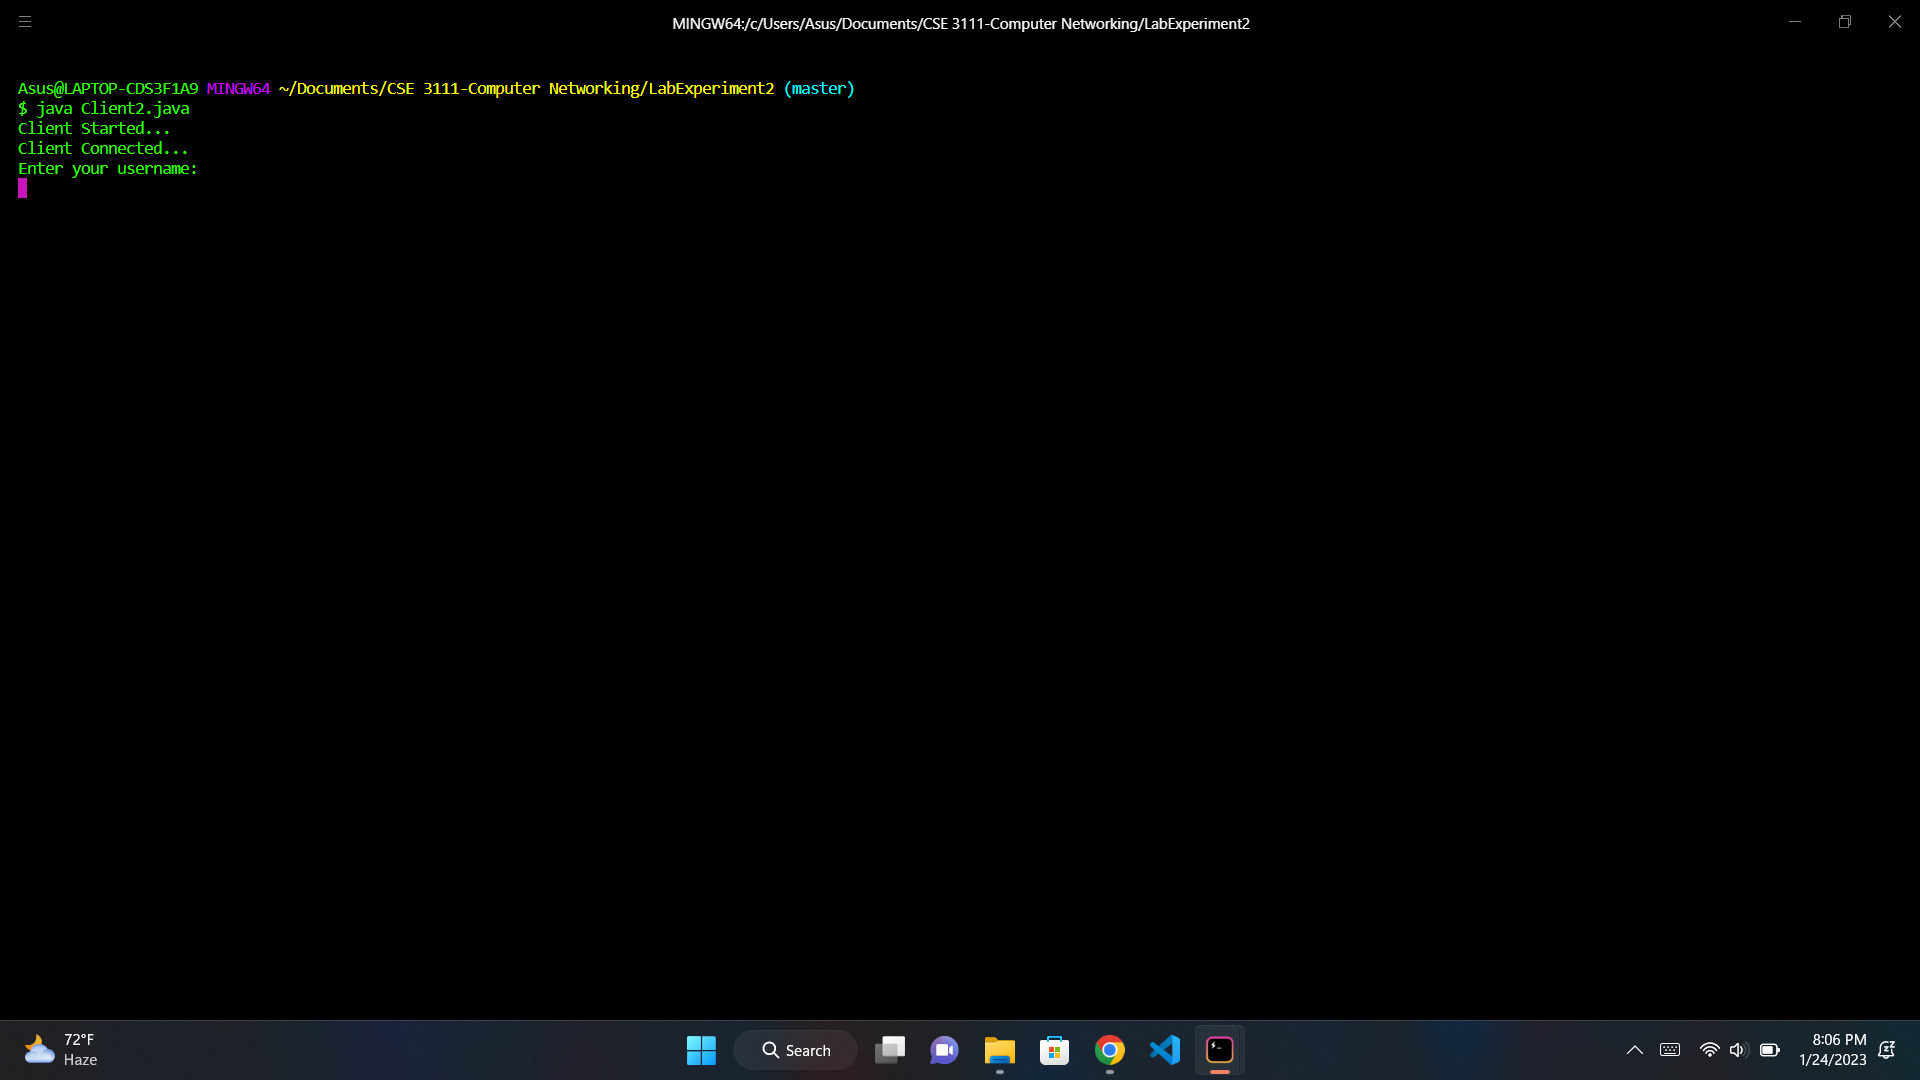 MINGW64:/c/Users/Asus/Documents/CSE 3111-Computer Networking/LabExperiment2
Asus@LAPTOP-CDS3F1A9 MINGW64 ~/Documents/CSE 3111-Computer Networking/LabExperiment2 (master)
$ java Client2.java
Client Started...
Client Connected...
Enter your username:
72°F
Haze
Search
8:06 PM
1/24/2023